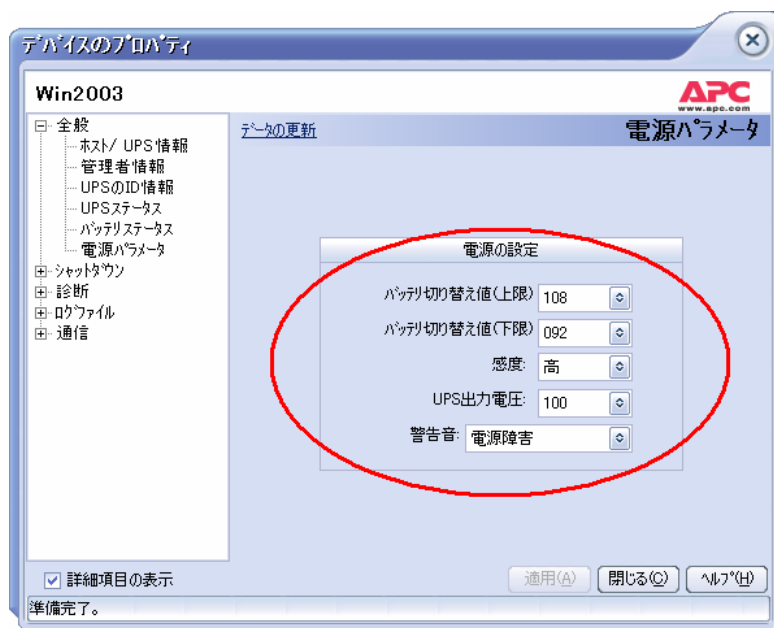 ﾃﾞﾊﾞｲｽのﾌﾟﾛﾊﾟﾃｨ
Win2003
APC
www.apc.com
全般
ﾎｽﾄ/ UPS情報
管理者情報
UPSのID情報
UPSｽﾃｰﾀｽ
ﾊﾞｯﾃﾘｽﾃｰﾀｽ
電源ﾊﾟﾗﾒｰﾀ
ｼｬｯﾄﾀﾞｳﾝ
診断
ﾛｸﾞﾌｧｲﾙ
通信
ﾃﾞｰﾀの更新
電源ﾊﾟﾗﾒｰﾀ
電源の設定
ﾊﾞｯﾃﾘ切り替え値(上限) 108
ﾊﾞｯﾃﾘ切り替え値(下限) 092
感度: 高
UPS出力電圧: 100
警告音: 電源障害
詳細項目の表示
適用(A) 閉じる(C) ﾍﾙﾌﾟ(H)
準備完了。